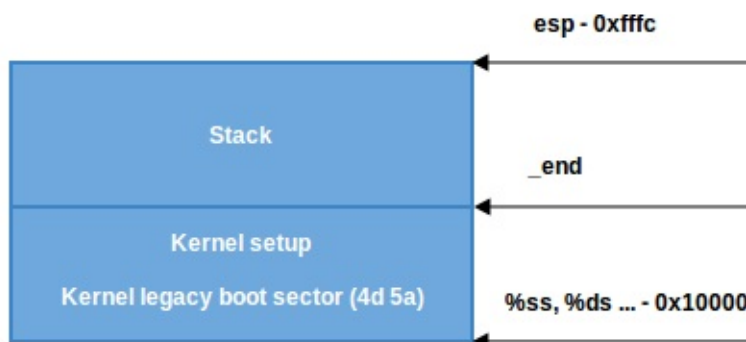 esp - 0xfffc
Stack
_end
Kernel setup
Kernel legacy boot sector (4d 5a)
%ss, %ds ... - 0x10000